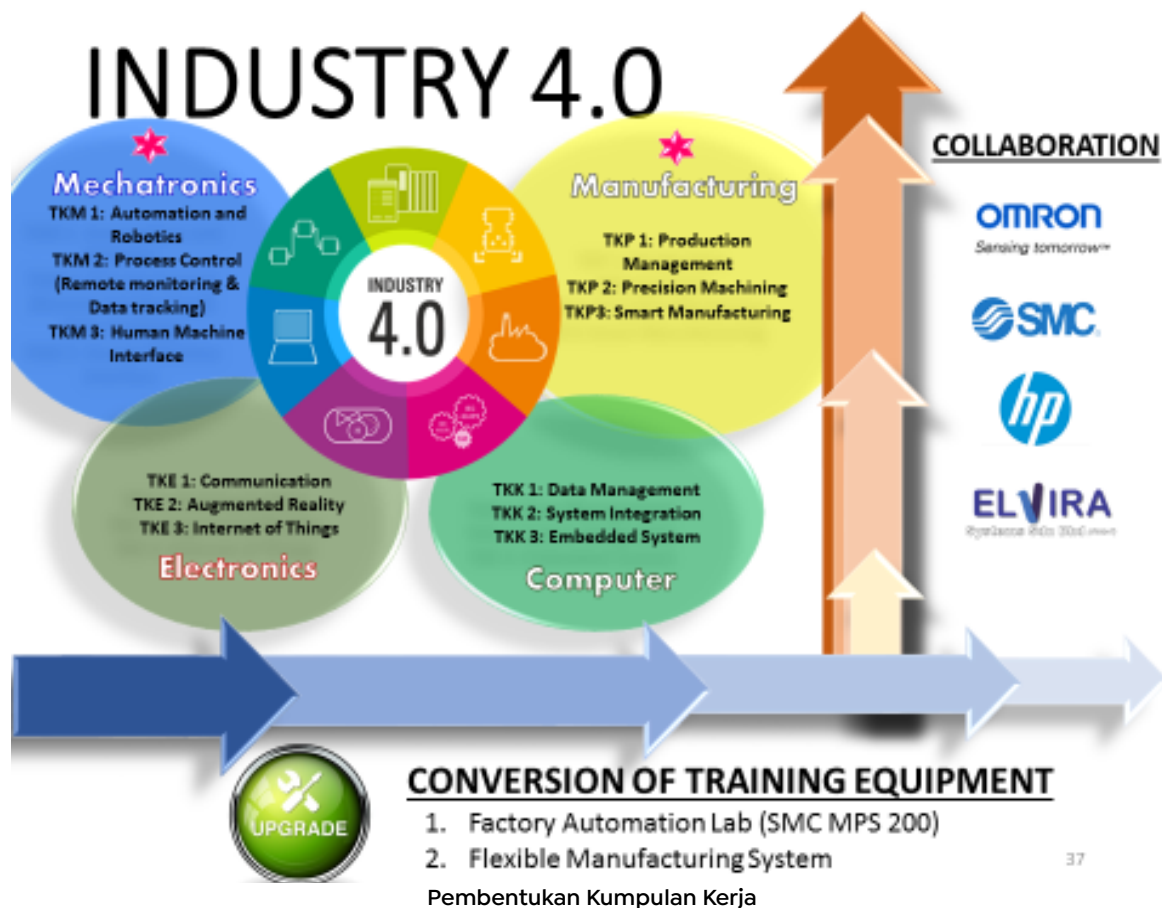 INDUSTRY 4.0
Mechatronics
TKM 1: Automation and
Robotics
TKM 2: Process Control
(Remote monitoring &
Data tracking)
TKM 3: Human Machine
Interface
INDUSTRY
4.0
Manufacturing
TKP 1: Production
Management
TKP 2: Precision Machining
TKP3: Smart Manufacturing
TKE 1: Communication
TKE 2: Augmented Reality
TKE 3: Internet of Things
Electronics
TKK 1: Data Management
TKK 2: System Integration
TKK 3: Embedded System
Computer
COLLABORATION
OMRON
Sensing tomorrow™
SMC
hp
ELVIRA
Systems Sdn Bhd
UPGRADE
CONVERSION OF TRAINING EQUIPMENT
1. Factory Automation Lab (SMC MPS 200)
2. Flexible Manufacturing System
37
Pembentukan Kumpulan Kerja